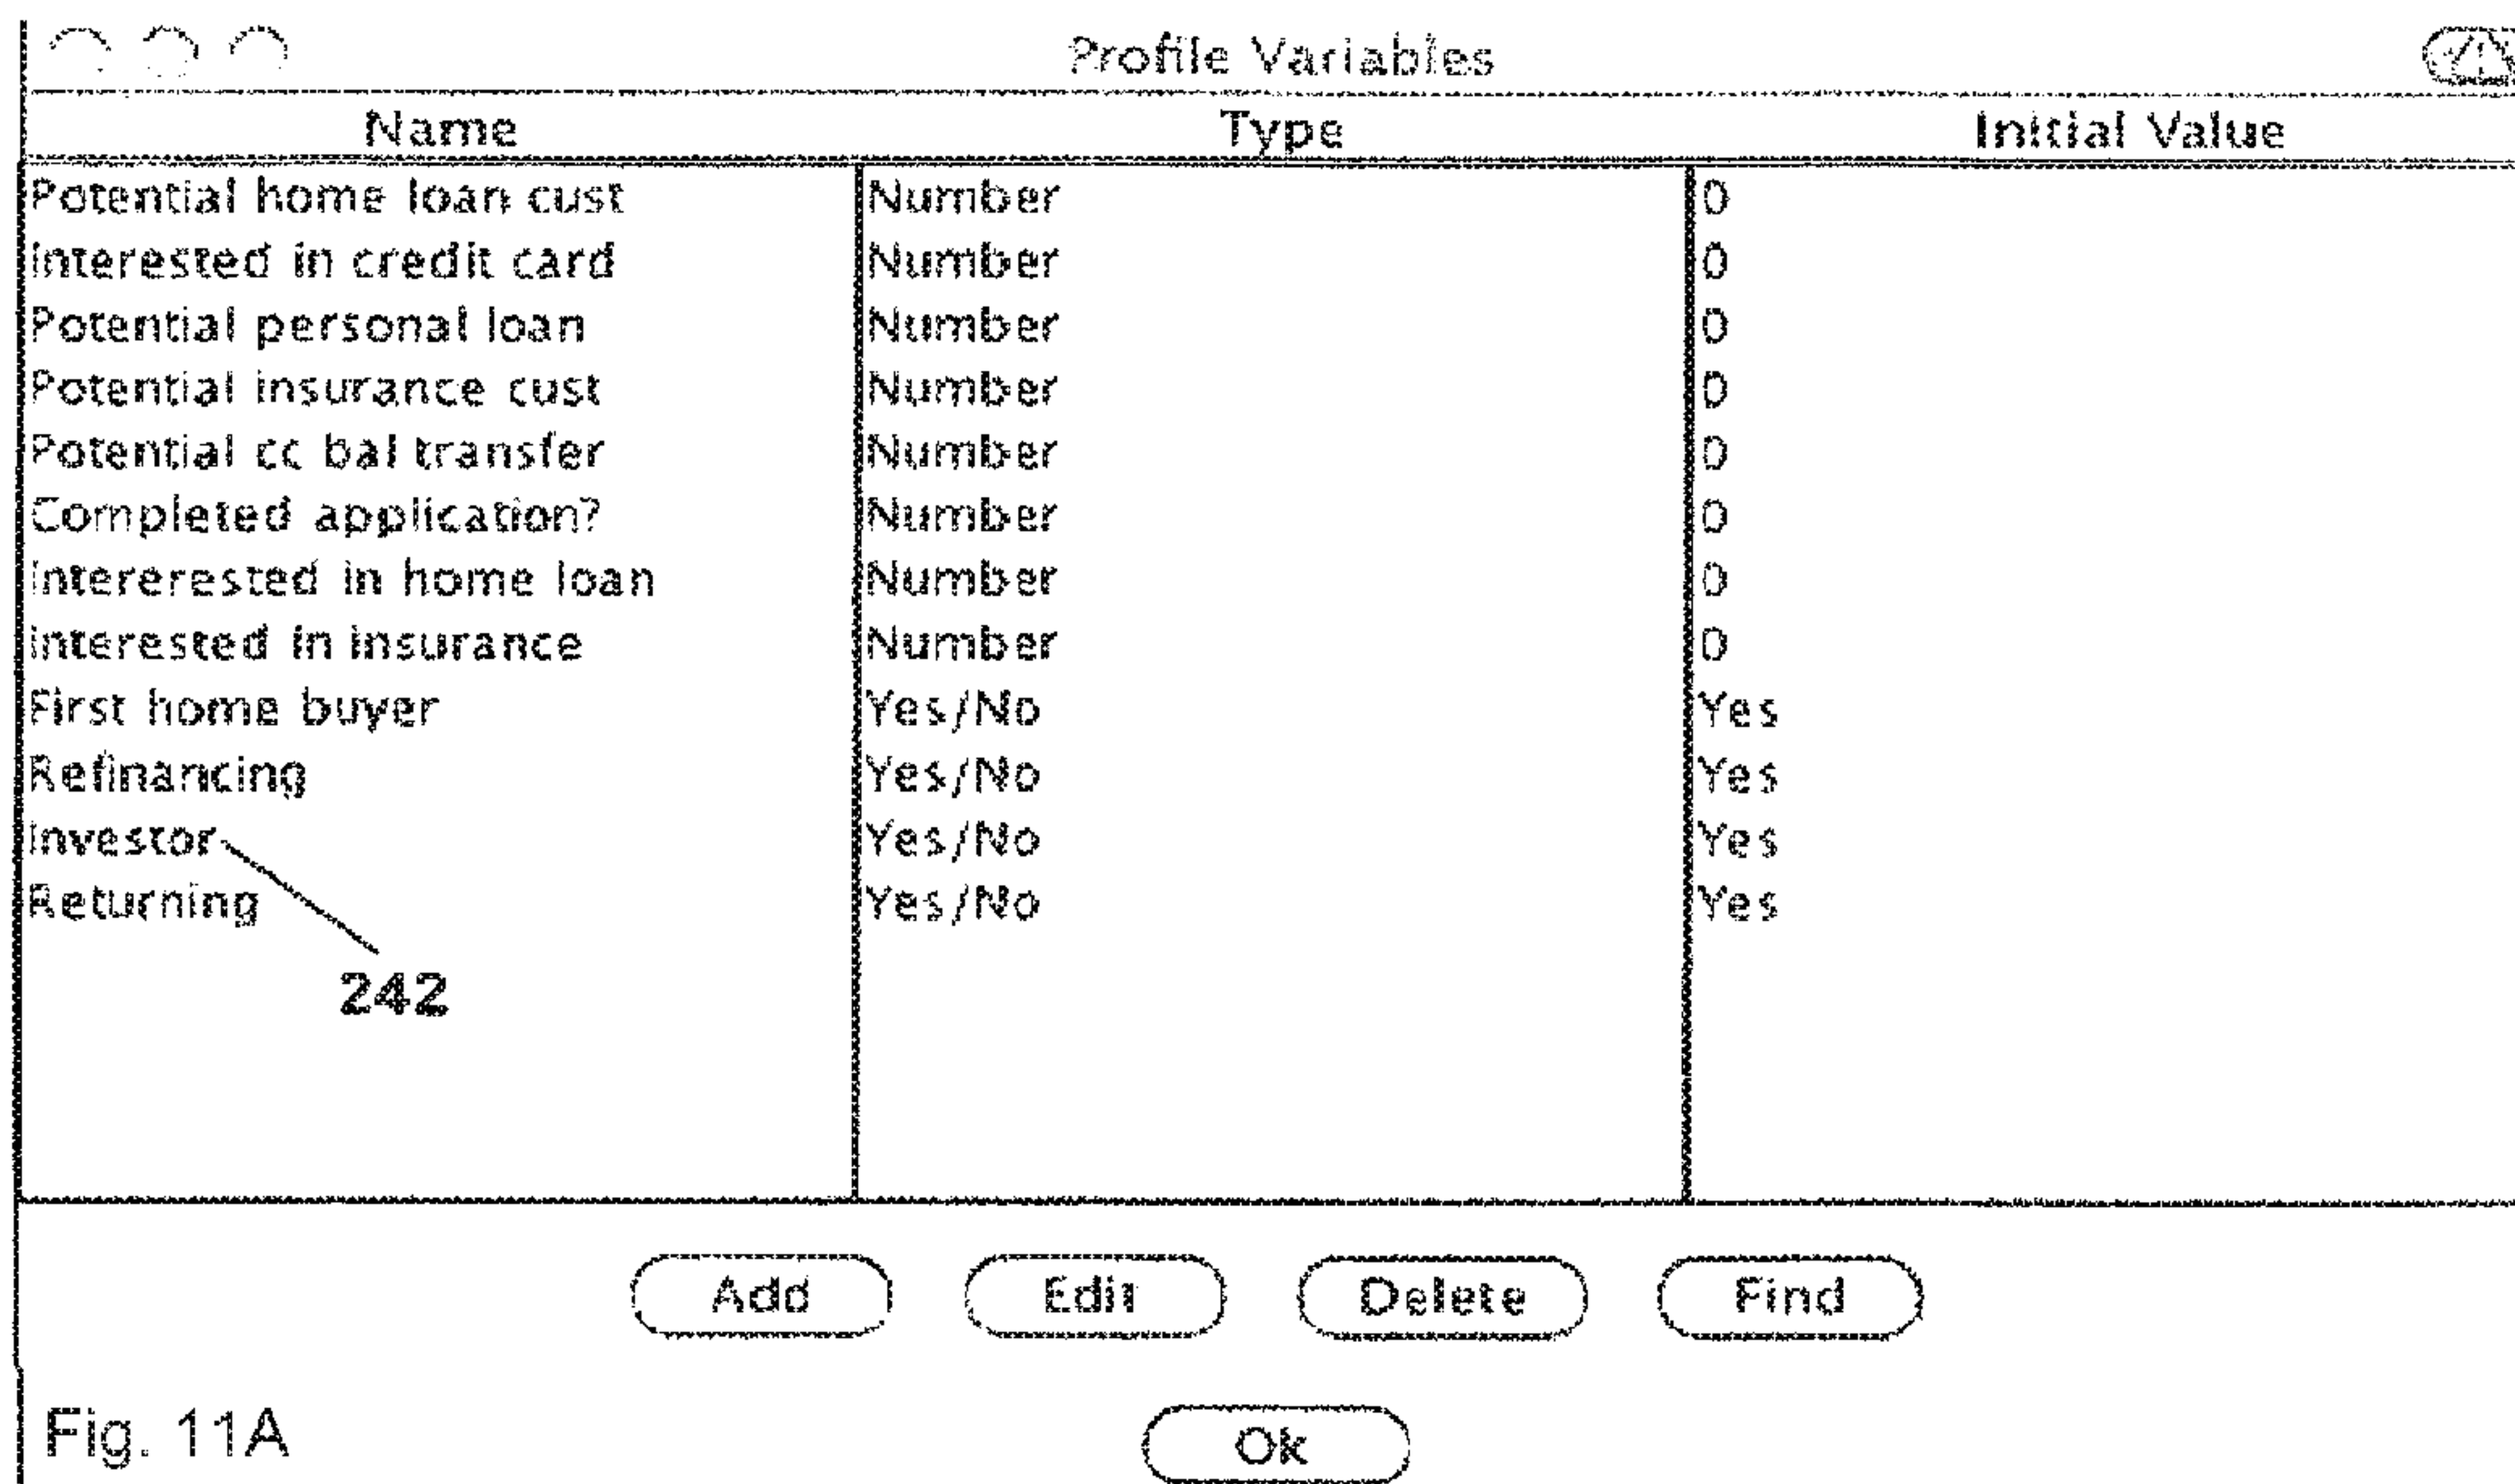 Profile Variables
Name Type Initial Value
Potential home loan cust Number 0
Interested in credit card Number 0
Potential personal loan Number 0
Potential insurance cust Number 0
Potential cc bal transfer Number 0
Completed application? Number 0
Intererested in home loan Number 0
Interested in insurance Number 0
First home buyer Yes/No Yes
Refinancing Yes/No Yes
Investor Yes/No Yes
Returning Yes/No Yes
242
Add Edit Delete Find
Ok
Fig. 11A